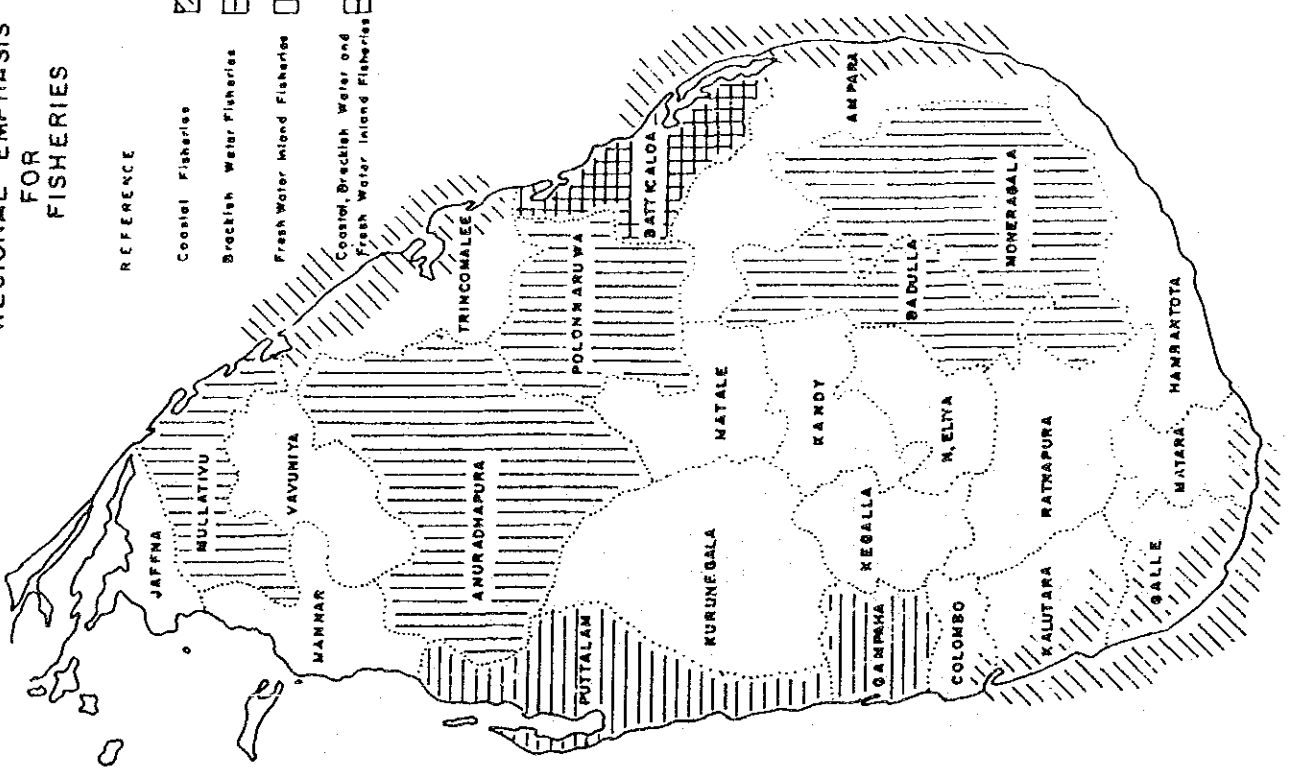 REGIONAL EMPHASIS
FOR
FISHERIES
REFERENCE
Coastal Fisheries
Brackish Water Fisheries
Fresh Water Inland Fisheries
Coastal, Brackish Water and
Fresh Water Inland Fisheries
JAFFNA
MULLATIVU
VAVUNIYA
MANNAR
ANURADHAPURA
TRINCOMALEE
POLONNARUWA
BATTICALOA
PUTTALAM
KURUNEGALA
MATALE
KANDY
AMPARA
BADULLA
MONERAGALA
KEGALLA
N, ELIYA
GAMPAHA
COLOMBO
RATNAPURA
KALUTARA
GALLE
MATARA
HAMBANTOTA